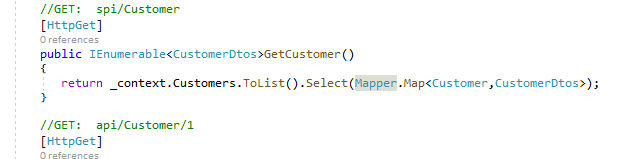 //GET:  spi/Customer
[HttpGet]
0 references
public IEnumerable<CustomerDtos>GetCustomer()
{
return _context.Customers.ToList().Select(Mapper.Map<Customer,CustomerDtos>);
}
//GET:  api/Customer/1
[HttpGet]
0 references